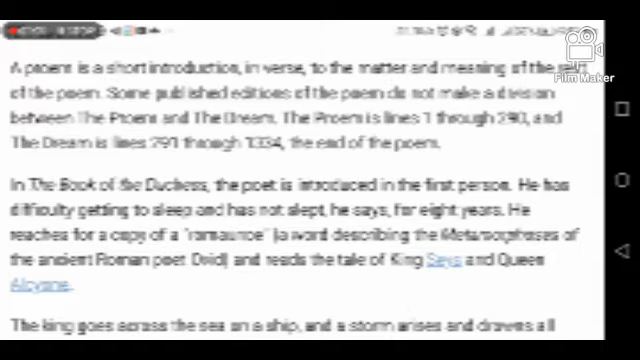 A proem is a short introduction, in verse, to the matter and meaning of the rest
of the poem. Some published editions of the poem do not make a division
between The Proem and The Dream. The Proem is lines 1 through 290, and
The Dream is lines 291 through 1334, the end of the poem.
In The Book of the Duchess, the poet is introduced in the first person. He has
difficulty getting to sleep and has not slept, he says, for eight years. He
reaches for a copy of a "romaunce" (a word describing the Metamorphoses of
the ancient Roman poet Ovid) and reads the tale of King Seys and Queen
Alcyone.
The king goes across the sea on a ship, and a storm arises and drowns all
Film Maker